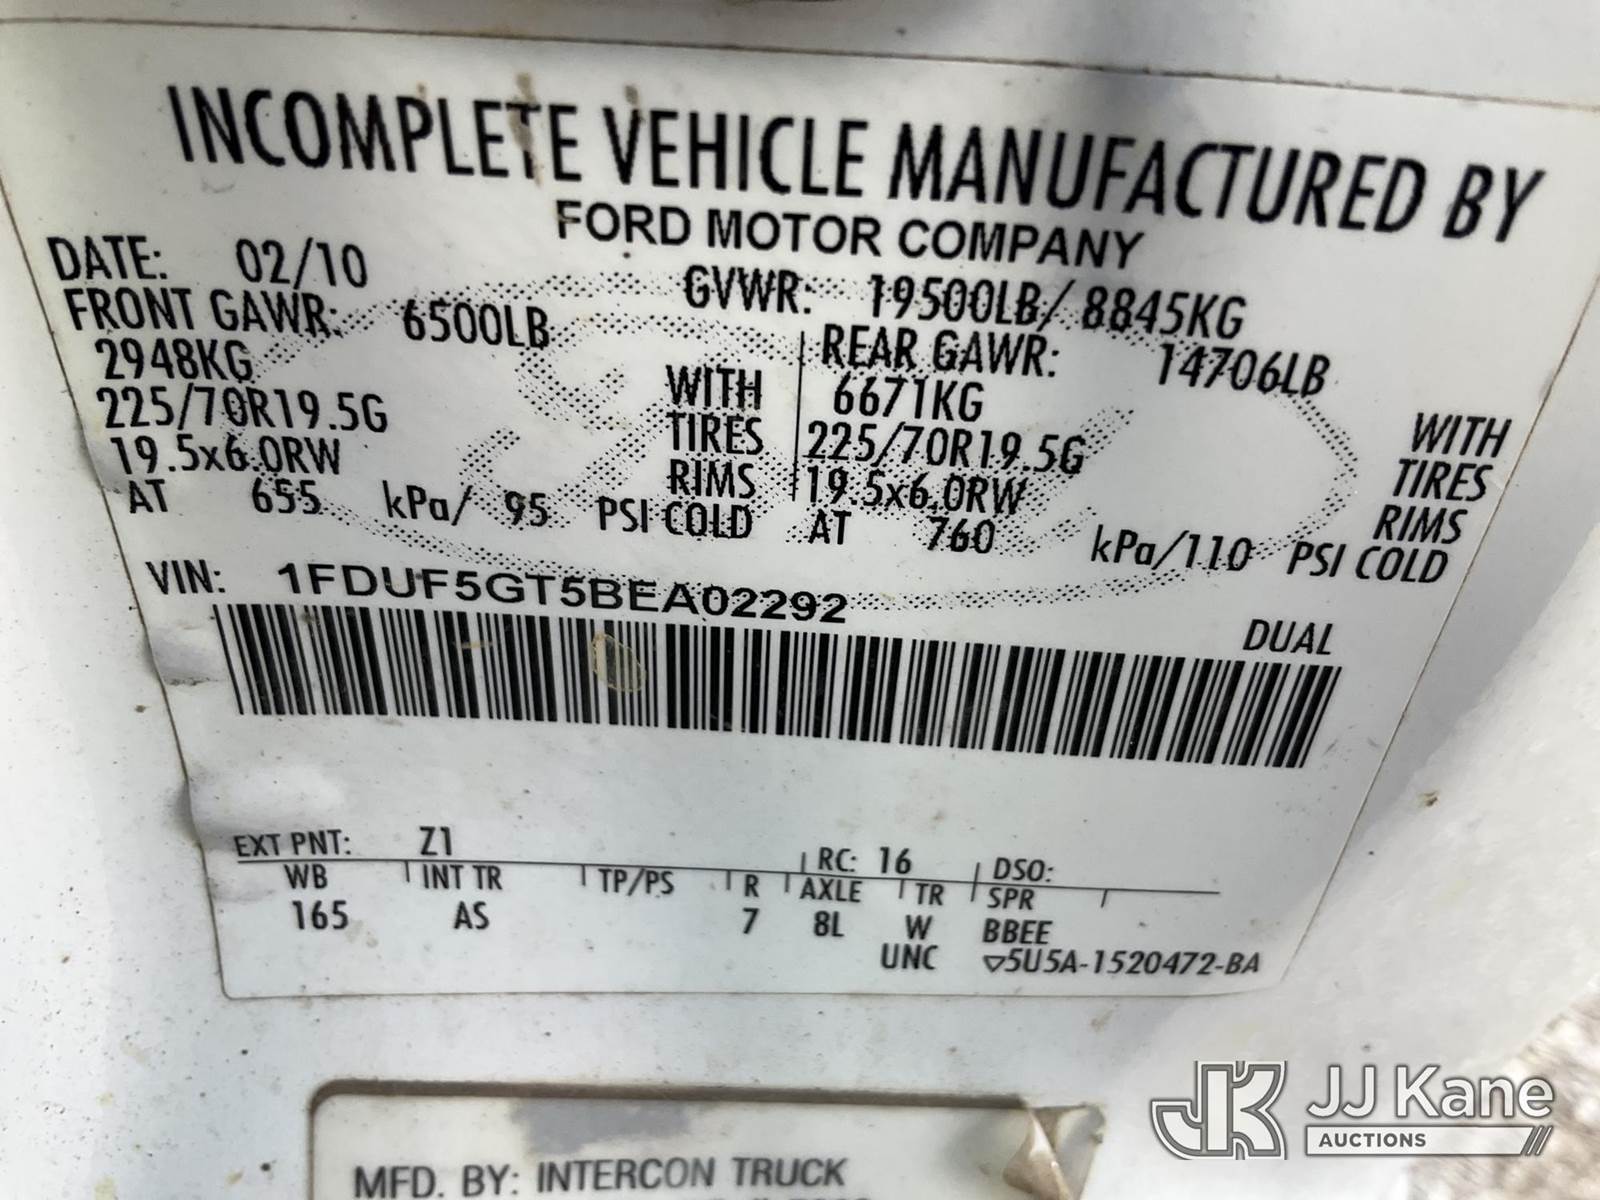 INCOMPLETE VEHICLE MANUFACTURED BY
FORD MOTOR COMPANY
DATE: 02/10 GVWR: 19500LB/ 8845KG
FRONT GAWR: 6500LB REAR GAWR: 14706LB
2948KG WITH 6671KG WITH
225/70R19.5G TIRES 225/70R19.5G TIRES
19.5x6.0RW RIMS 19.5x6.0RW RIMS
AT 655 kPa/ 95 PSI COLD AT 760 kPa/110 PSI COLD
VIN: 1FDUF5GT5BEA02292
DUAL
EXT PNT: Z1 RC: 16 DSO:
WB INT TR TP/PS R AXLE TR SPR
165 AS 7 8L W BBEE
UNC ▽5U5A-1520472-BA
MFD. BY: INTERCON TRUCK
JK JJ Kane
AUCTIONS